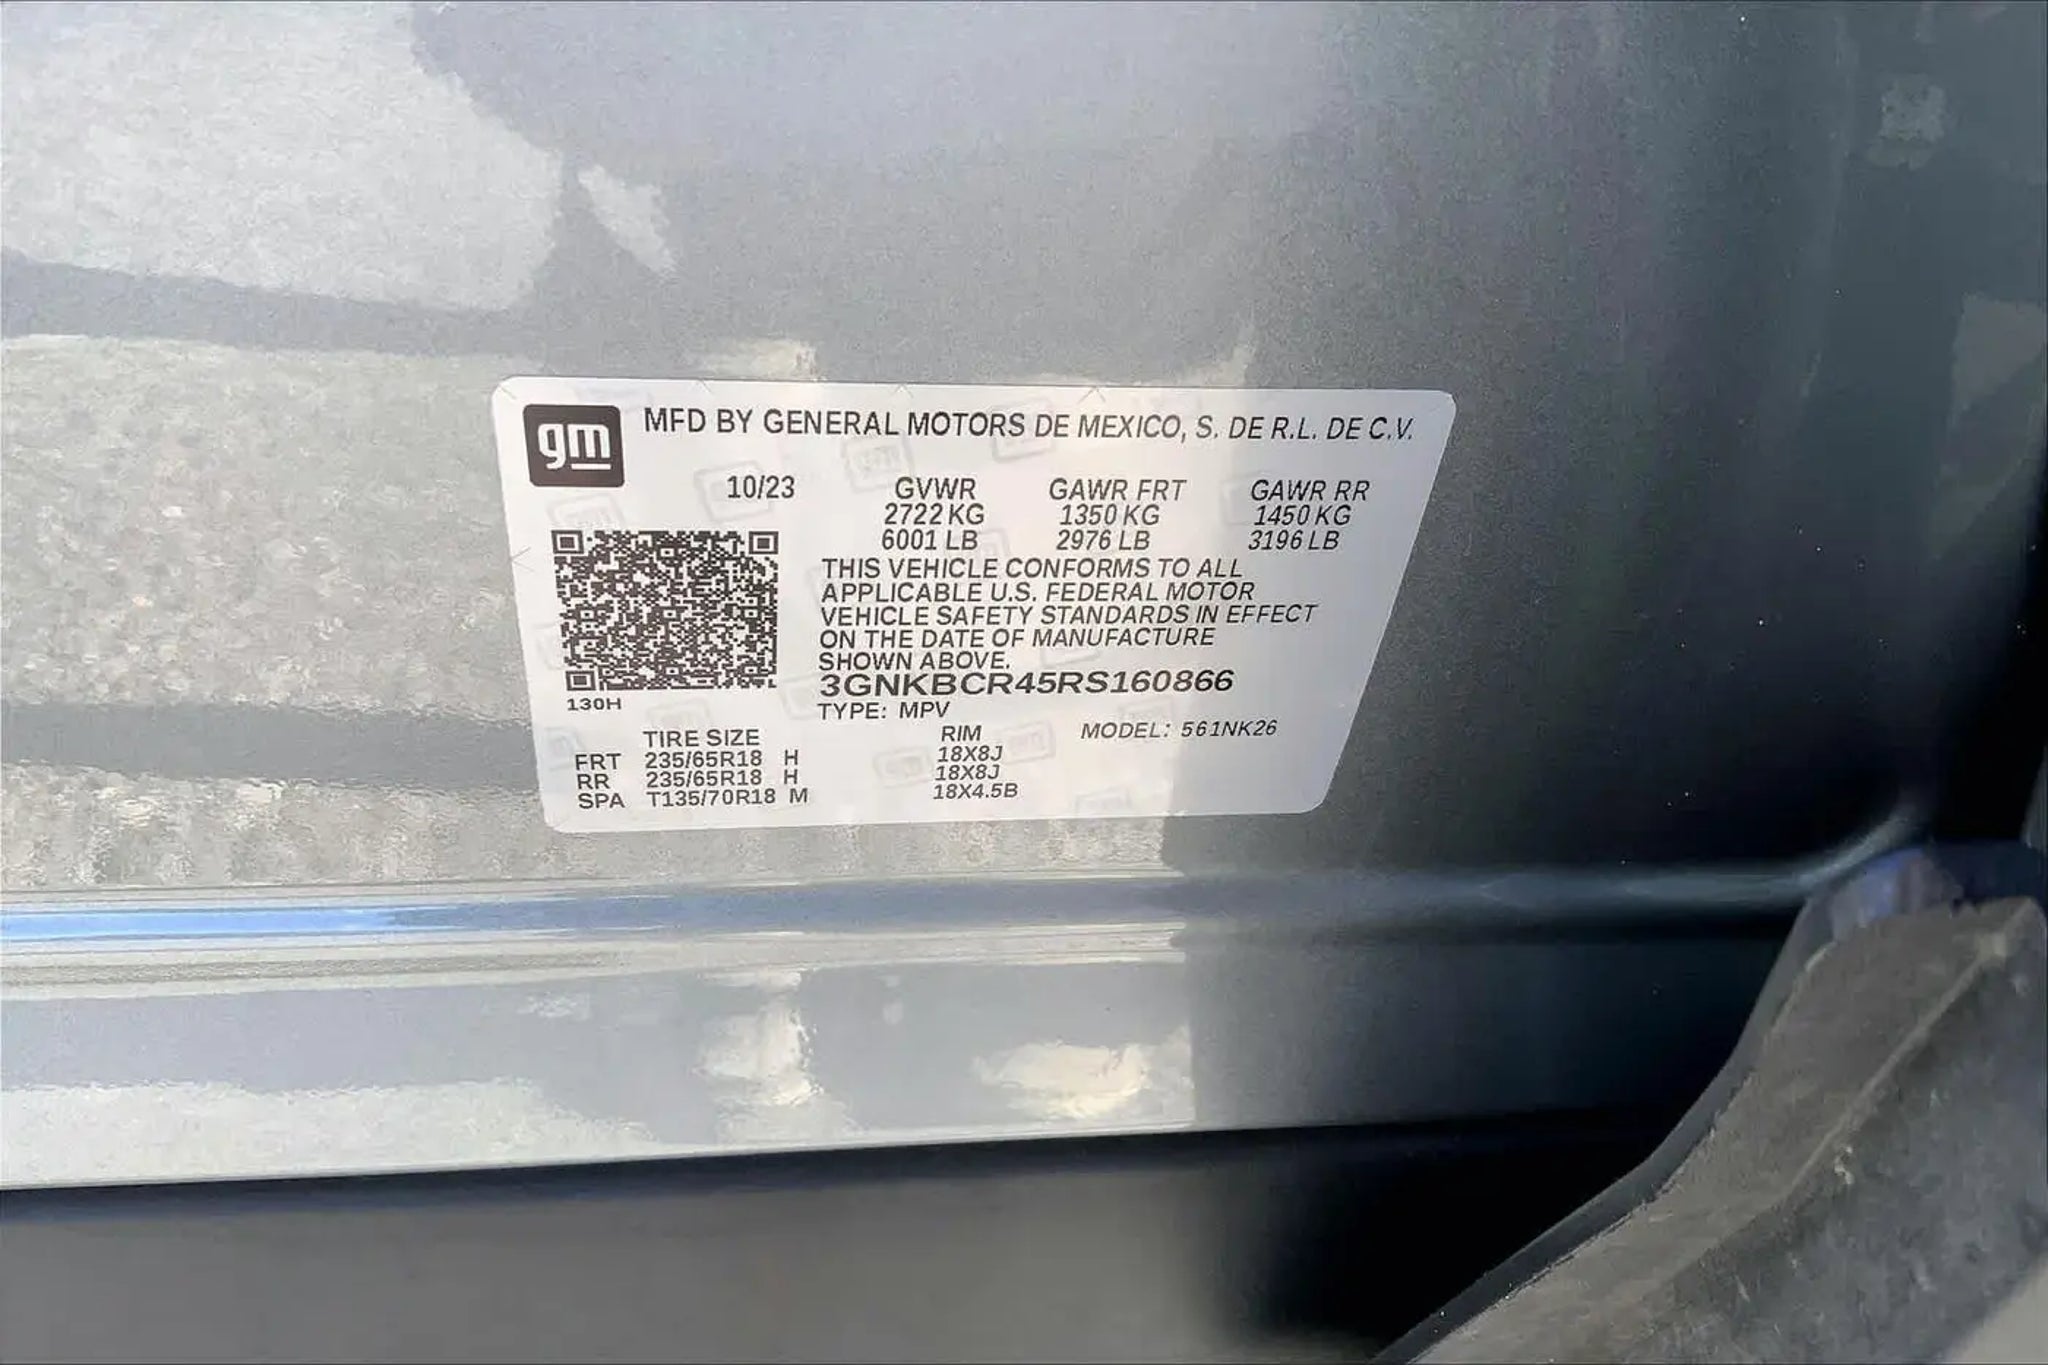 gm
MFD BY GENERAL MOTORS DE MEXICO, S. DE R.L. DE C.V.
10/23 GVWR GAWR FRT GAWR RR
2722 KG 1350 KG 1450 KG
6001 LB 2976 LB 3196 LB
THIS VEHICLE CONFORMS TO ALL
APPLICABLE U.S. FEDERAL MOTOR
VEHICLE SAFETY STANDARDS IN EFFECT
ON THE DATE OF MANUFACTURE
SHOWN ABOVE.
3GNKBCR45RS160866
130H
TYPE: MPV
TIRE SIZE RIM MODEL: 561NK26
FRT 235/65R18 H 18X8J
RR 235/65R18 H 18X8J
SPA T135/70R18 M 18X4.5B